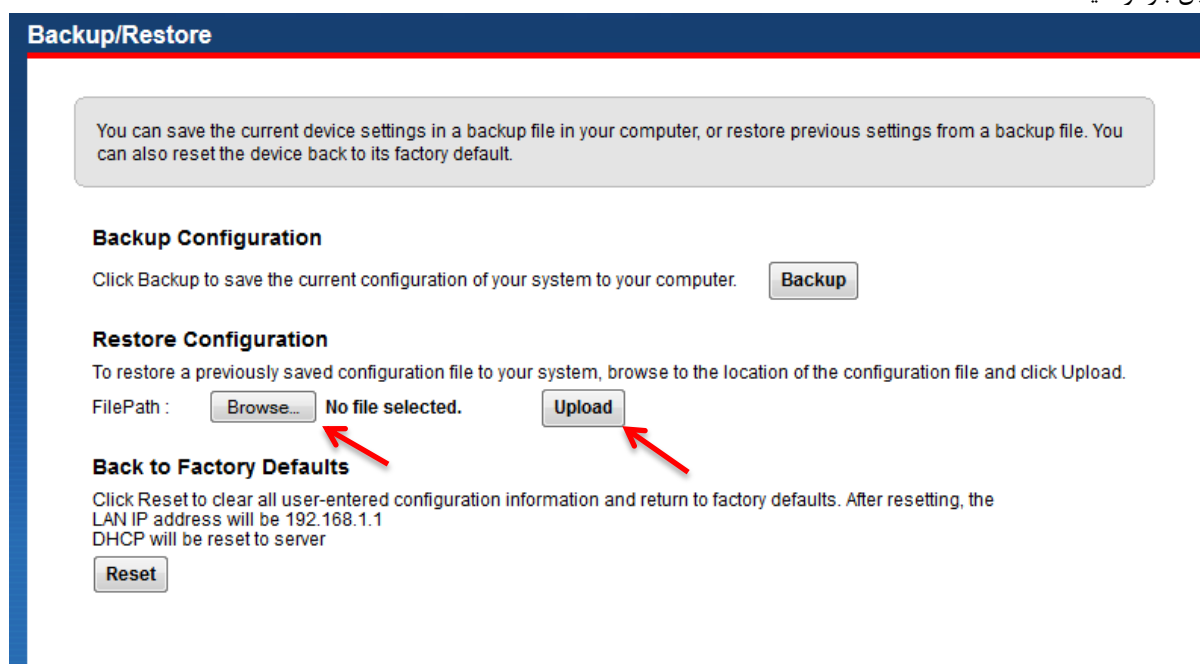 Backup/Restore
You can save the current device settings in a backup file in your computer, or restore previous settings from a backup file. You
can also reset the device back to its factory default.
Backup Configuration
Click Backup to save the current configuration of your system to your computer. Backup
Restore Configuration
To restore a previously saved configuration file to your system, browse to the location of the configuration file and click Upload.
FilePath : Browse... No file selected. Upload
Back to Factory Defaults
Click Reset to clear all user-entered configuration information and return to factory defaults. After resetting, the
LAN IP address will be 192.168.1.1
DHCP will be reset to server
Reset